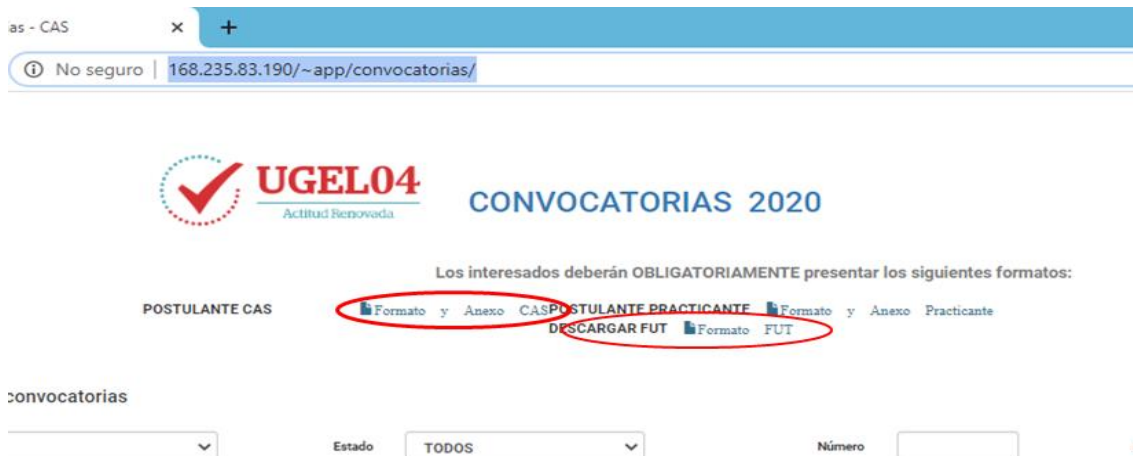 as - CAS
No seguro | 168.235.83.190/~app/convocatorias/
UGEL04
Actitud Renovada
CONVOCATORIAS 2020
Los interesados deberán OBLIGATORIAMENTE presentar los siguientes formatos:
POSTULANTE CAS Formato y Anexo CAS POSTULANTE PRACTICANTE Formato y Anexo Practicante
DESCARGAR FUT Formato FUT
convocatorias
Estado TODOS Número